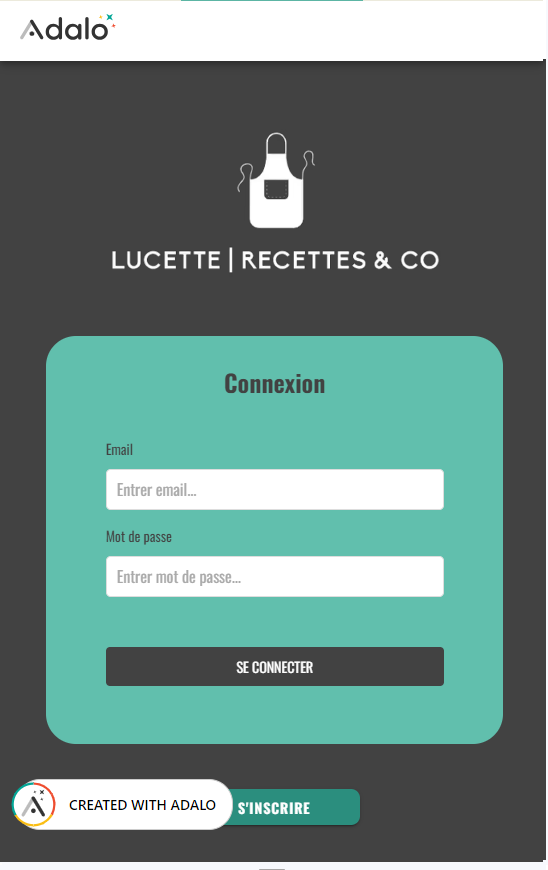 Adalo
LUCETTE | RECETTES & CO
Connexion
Email
Entrer email...
Mot de passe
Entrer mot de passe...
SE CONNECTER
CREATED WITH ADALO
S'INSCRIRE